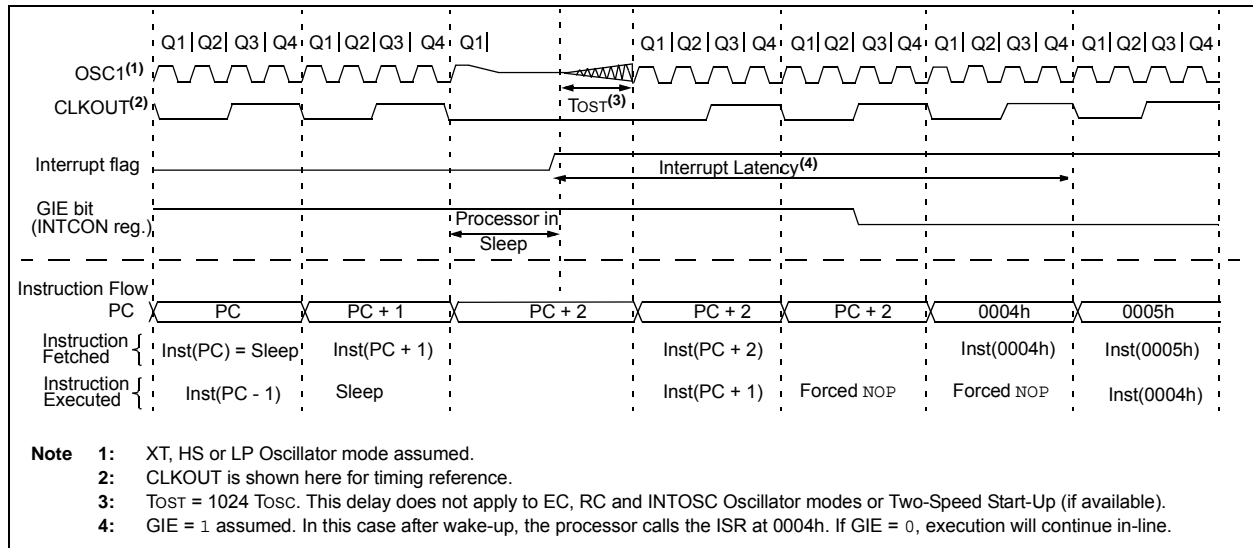 Q1 | Q2 | Q3 | Q4 Q1 | Q2 | Q3 | Q4 Q1 | Q1 | Q2 | Q3 | Q4 Q1 | Q2 | Q3 | Q4 Q1 | Q2 | Q3 | Q4 Q1 | Q2 | Q3 | Q4
OSC1(1)
CLKOUT(2)
TOST(3)
Interrupt flag
Interrupt Latency(4)
GIE bit
(INTCON reg.)
Processor in
Sleep
Instruction Flow
PC PC PC + 1 PC + 2 PC + 2 PC + 2 0004h 0005h
Instruction
Fetched { Inst(PC) = Sleep Inst(PC + 1) Inst(PC + 2) Inst(0004h) Inst(0005h)
Instruction
Executed { Inst(PC - 1) Sleep Inst(PC + 1) Forced NOP Forced NOP Inst(0004h)
Note 1: XT, HS or LP Oscillator mode assumed.
2: CLKOUT is shown here for timing reference.
3: TOST = 1024 TOSC. This delay does not apply to EC, RC and INTOSC Oscillator modes or Two-Speed Start-Up (if available).
4: GIE = 1 assumed. In this case after wake-up, the processor calls the ISR at 0004h. If GIE = 0, execution will continue in-line.